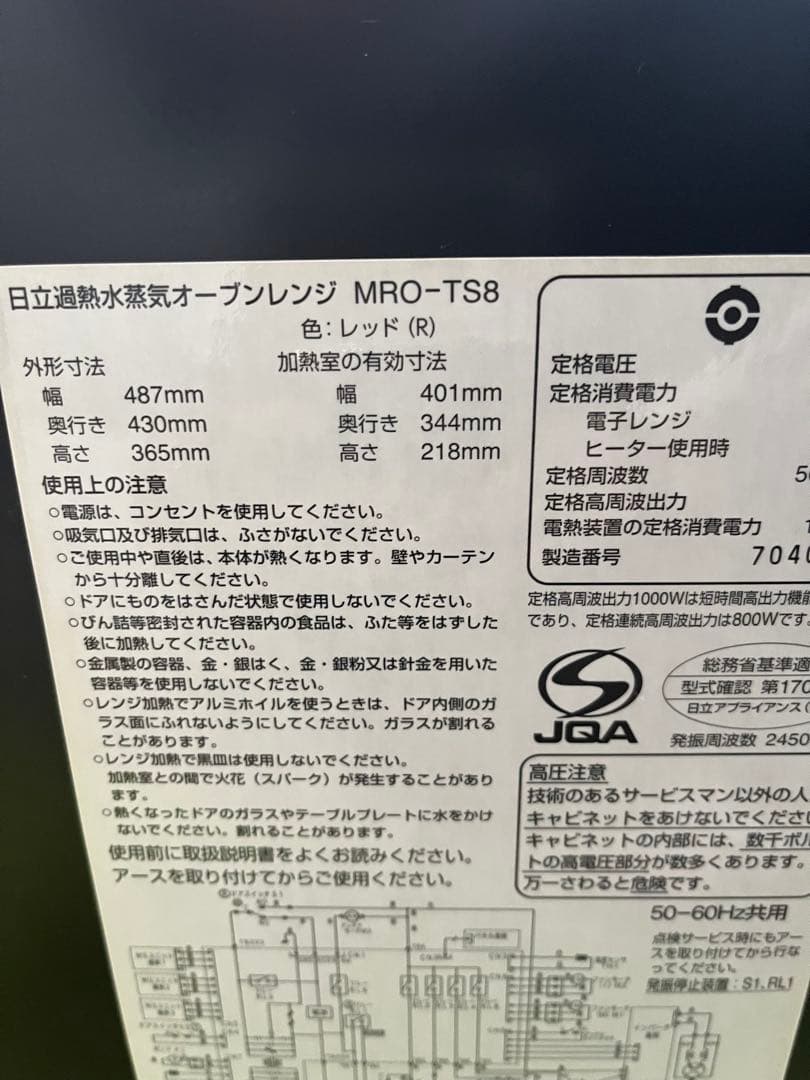 日立過熱水蒸気オーブンレンジ MRO-TS8
色：レッド（R）
外形寸法
幅 487mm
奥行き 430mm
高さ 365mm
加熱室の有効寸法
幅 401mm
奥行き 344mm
高さ 218mm
使用上の注意
○電源は、コンセントを使用してください。
○吸気口及び排気口は、ふさがないでください。
○ご使用中や直後は、本体が熱くなります。壁やカーテン
から十分離してください。
○ドアにものをはさんだ状態で使用しないでください。
○びん詰等密封された容器内の食品は、ふた等をはずした
後に加熱してください。
○金属製の容器、金・銀はく、金・銀粉又は針金を用いた
容器等を使用しないでください。
○レンジ加熱でアルミホイルを使うときは、ドア内側のガ
ラス面にふれないようにしてください。ガラスが割れる
ことがあります。
○レンジ加熱で黒皿は使用しないでください。
加熱室との間で火花（スパーク）が発生することがあり
ます。
○熱くなったドアのガラスやテーブルプレートに水をかけ
ないでください。割れることがあります。
使用前に取扱説明書をよくお読みください。
アースを取り付けてからご使用ください。
定格電圧
定格消費電力
電子レンジ
ヒーター使用時
定格周波数 5
定格高周波出力
電熱装置の定格消費電力 1
製造番号 704
定格高周波出力1000Wは短時間高出力機能
であり、定格連続高周波出力は800Wです。
JQA
総務省基準適
型式確認 第170
日立アプライアンス（
発振周波数 2450
高圧注意
技術のあるサービスマン以外の人
キャビネットをあけないでください
キャビネットの内部には、数千ボル
トの高電圧部分が数多くあります。
万一さわると危険です。
50-60Hz共用
点検サービス時にもアー
スを取り付けてから行な
ってください。
発振停止装置：S1，RL1